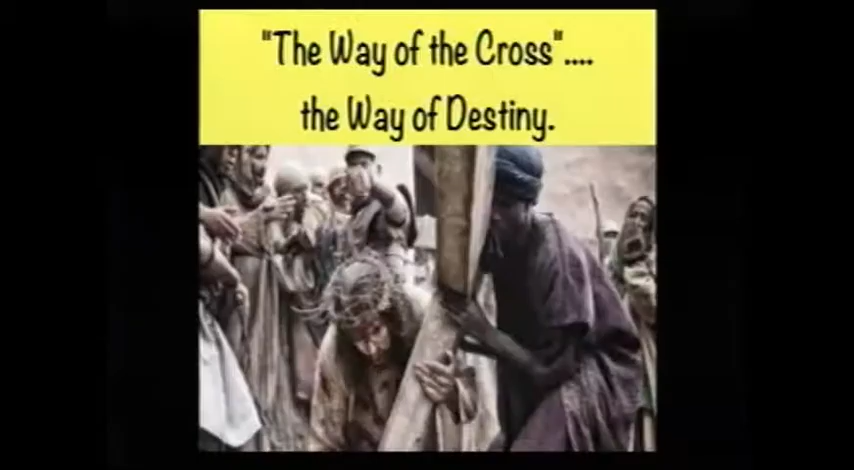 "The Way of the Cross"....
the Way of Destiny.